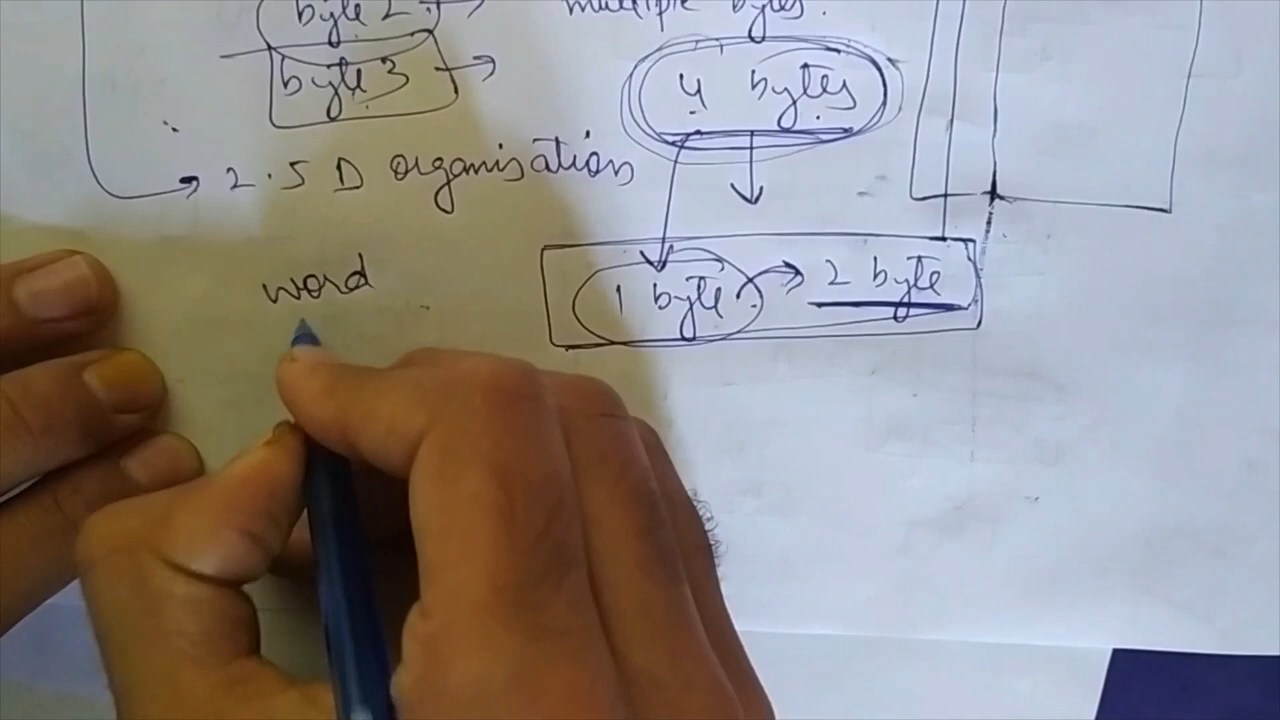 byte 2
multiple bytes.
byte 3
4 bytes
2.5 D organisation
word
1 byte
2 byte